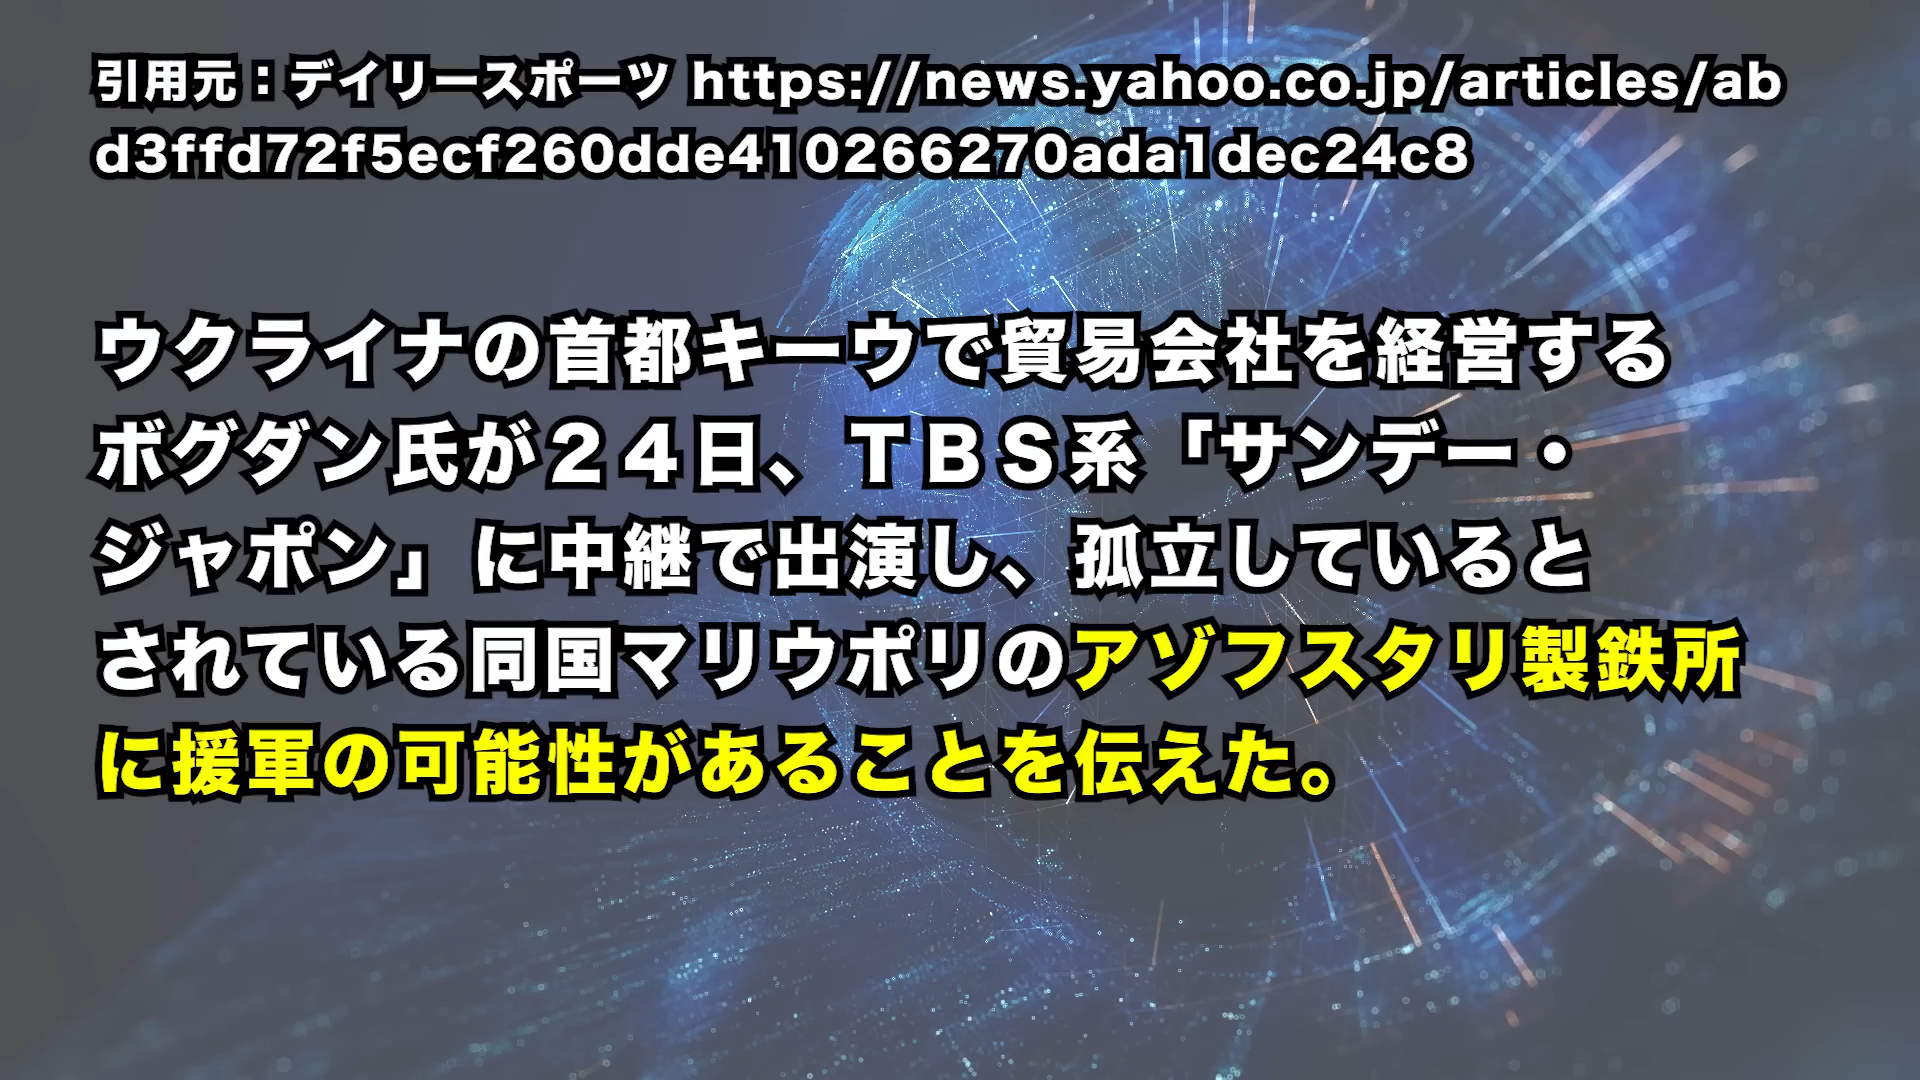 引用元：デイリースポーツ https://news.yahoo.co.jp/articles/ab
d3ffd72f5ecf260dde410266270ada1dec24c8
ウクライナの首都キーウで貿易会社を経営する
ボグダン氏が２４日、ＴＢＳ系「サンデー・
ジャポン」に中継で出演し、孤立していると
されている同国マリウポリのアゾフスタリ製鉄所
に援軍の可能性があることを伝えた。